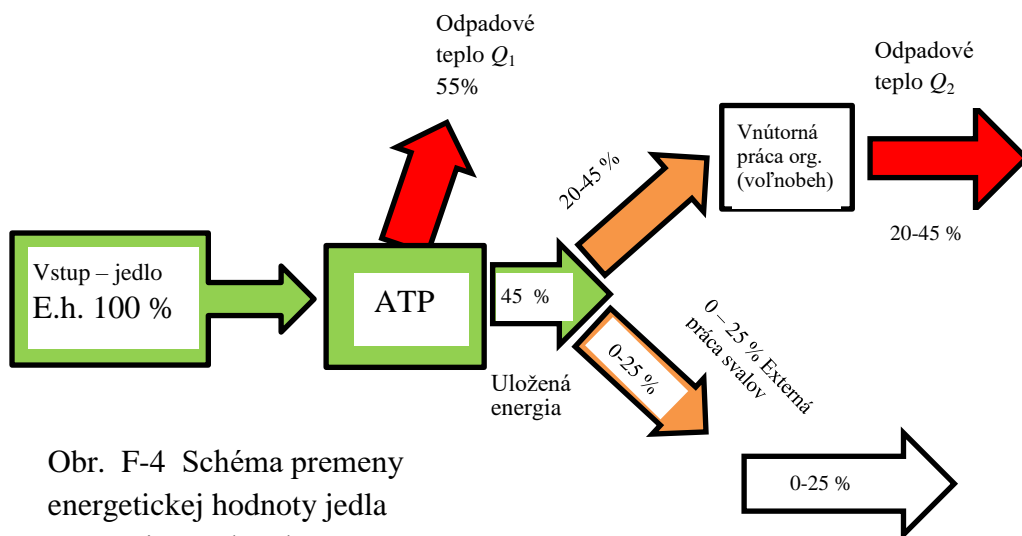 Odpadové
teplo Q1
55%
Odpadové
teplo Q2
20-45 %
Vnútorná
práca org.
(voľnobeh)
20-45 %
Vstup – jedlo
E.h. 100 %
ATP
45 %
0-25 %
0 – 25 % Externá
práca svalov
Uložená
energia
0-25 %
Obr. F-4 Schéma premeny
energetickej hodnoty jedla